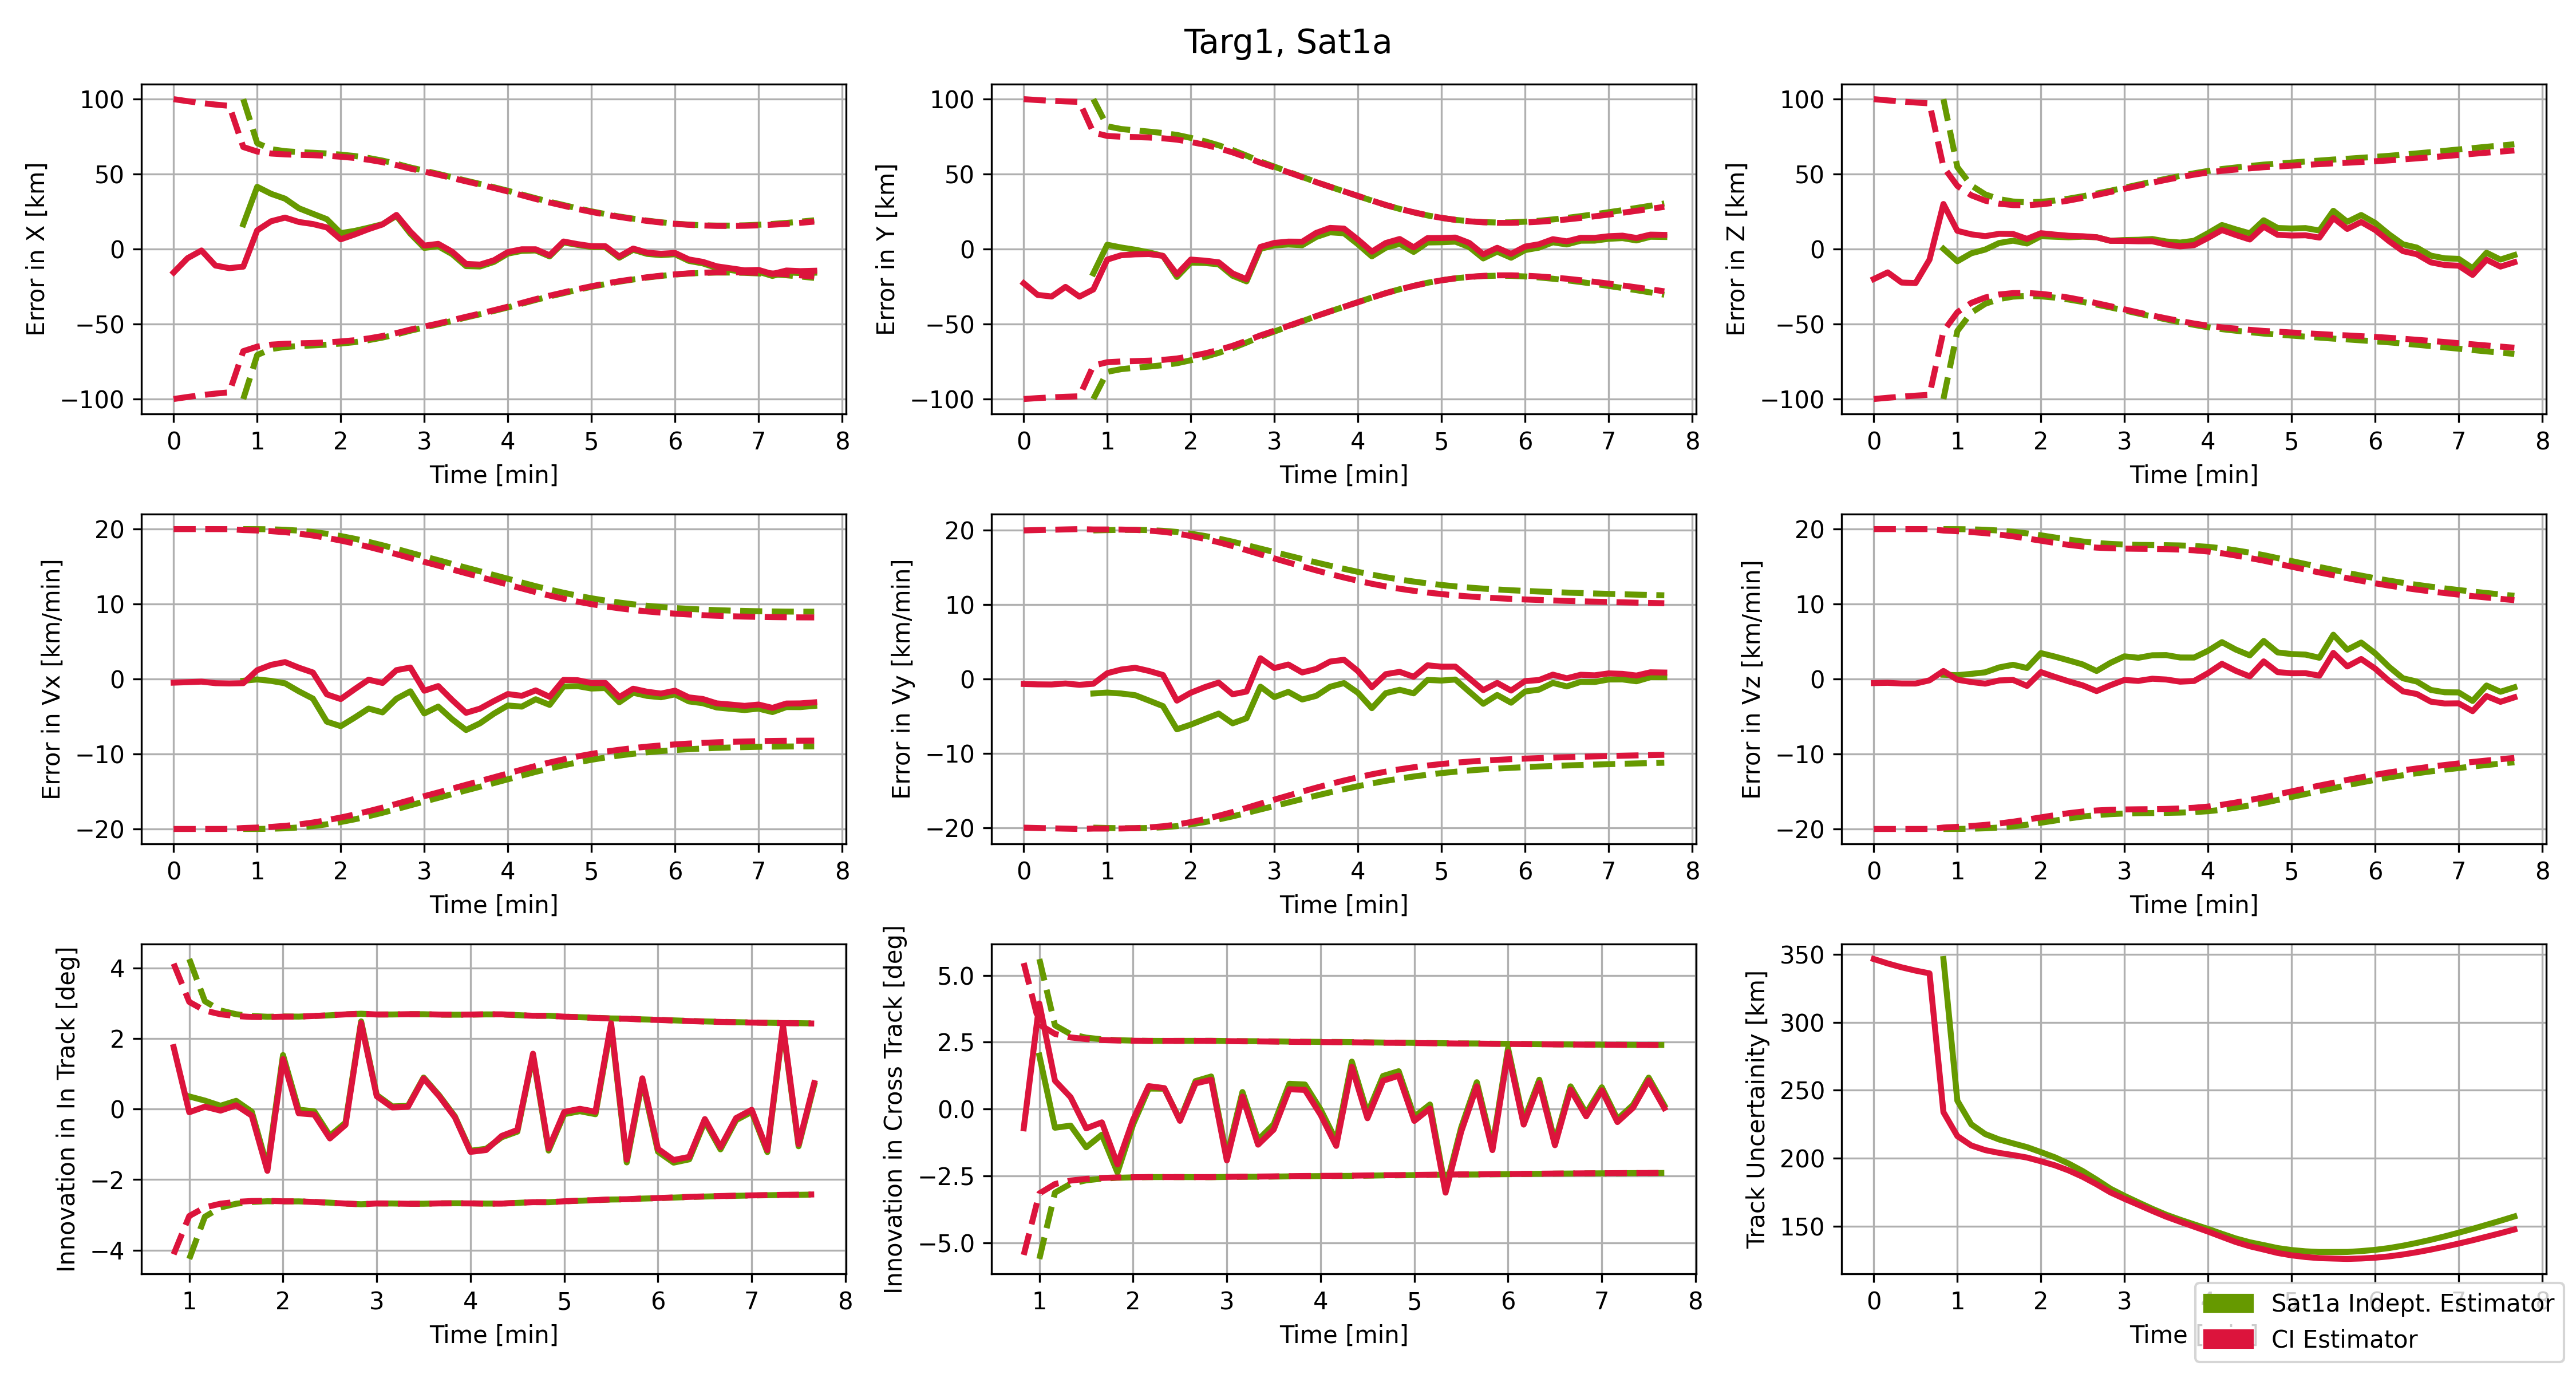 Targ1, Sat1a
Error in X [km]
100
50
0
−50
−100
0 1 2 3 4 5 6 7 8
Time [min]
Error in Y [km]
100
50
0
−50
−100
0 1 2 3 4 5 6 7 8
Time [min]
Error in Z [km]
100
50
0
−50
−100
0 1 2 3 4 5 6 7 8
Time [min]
Error in Vx [km/min]
20
10
0
−10
−20
0 1 2 3 4 5 6 7 8
Time [min]
Error in Vy [km/min]
20
10
0
−10
−20
0 1 2 3 4 5 6 7 8
Time [min]
Error in Vz [km/min]
20
10
0
−10
−20
0 1 2 3 4 5 6 7 8
Time [min]
Innovation in In Track [deg]
4
2
0
−2
−4
1 2 3 4 5 6 7 8
Time [min]
Innovation in Cross Track [deg]
5.0
2.5
0.0
−2.5
−5.0
1 2 3 4 5 6 7 8
Time [min]
Track Uncertainity [km]
350
300
250
200
150
0 1 2 3
Time
Sat1a Indept. Estimator
CI Estimator